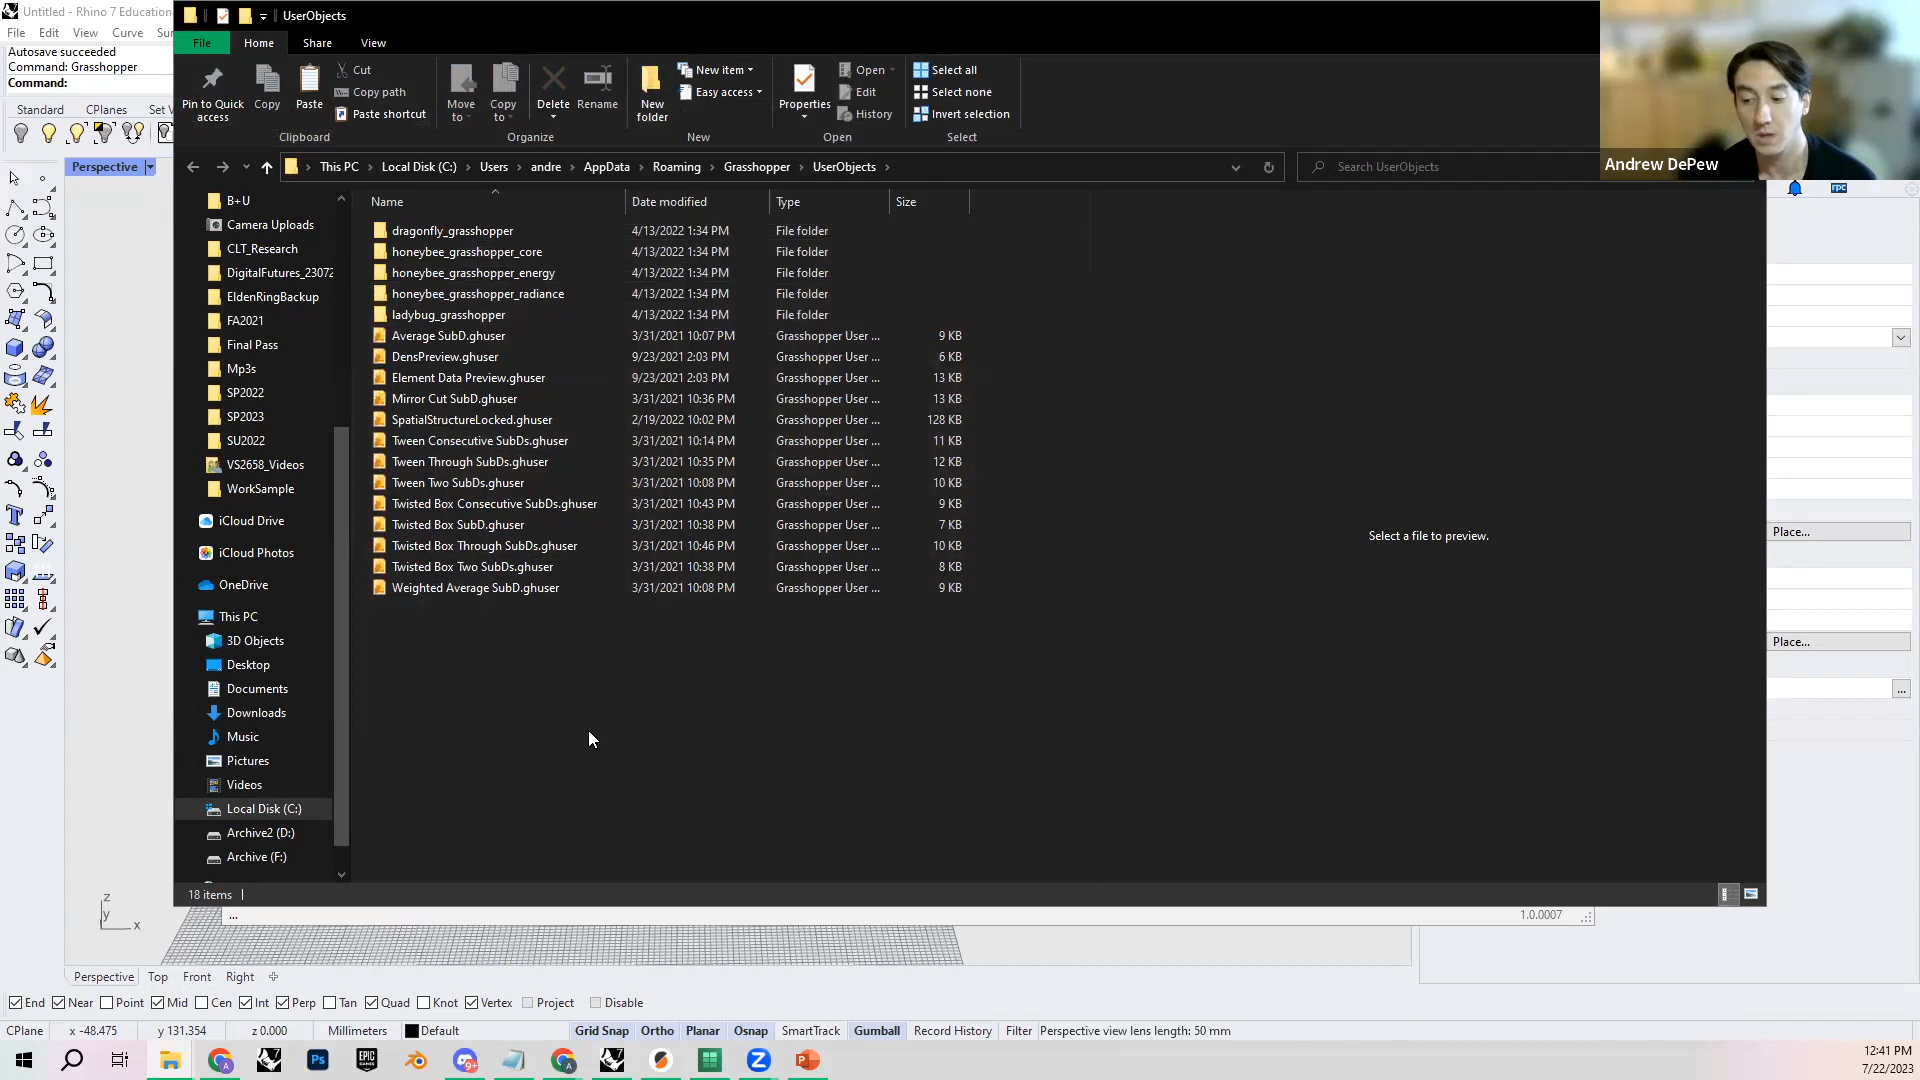 Untitled - Rhino 7 Educationa
File Edit View Curve Su
Autosave succeeded
Command: Grasshopper
Command:
Standard CPlanes Set V
Perspective
UserObjects
File Home Share View
Pin to Quick access
Copy
Paste
Cut
Copy path
Paste shortcut
Clipboard
Move to
Copy to
Delete
Rename
Organize
New folder
New item
Easy access
New
Properties
Open
Edit
History
Open
Select all
Select none
Invert selection
Select
This PC Local Disk (C:) Users andre AppData Roaming Grasshopper UserObjects
Search UserObjects
Andrew DePew
rpc
B+U
Camera Uploads
CLT_Research
DigitalFutures_23072
EldenRingBackup
FA2021
Final Pass
Mp3s
SP2022
SP2023
SU2022
VS2658_Videos
WorkSample
iCloud Drive
iCloud Photos
OneDrive
This PC
3D Objects
Desktop
Documents
Downloads
Music
Pictures
Videos
Local Disk (C:)
Archive2 (D:)
Archive (F:)
Name Date modified Type Size
dragonfly_grasshopper 4/13/2022 1:34 PM File folder
honeybee_grasshopper_core 4/13/2022 1:34 PM File folder
honeybee_grasshopper_energy 4/13/2022 1:34 PM File folder
honeybee_grasshopper_radiance 4/13/2022 1:34 PM File folder
ladybug_grasshopper 4/13/2022 1:34 PM File folder
Average SubD.ghuser 3/31/2021 10:07 PM Grasshopper User ... 9 KB
DensPreview.ghuser 9/23/2021 2:03 PM Grasshopper User ... 6 KB
Element Data Preview.ghuser 9/23/2021 2:03 PM Grasshopper User ... 13 KB
Mirror Cut SubD.ghuser 3/31/2021 10:36 PM Grasshopper User ... 13 KB
SpatialStructureLocked.ghuser 2/19/2022 10:02 PM Grasshopper User ... 128 KB
Tween Consecutive SubDs.ghuser 3/31/2021 10:14 PM Grasshopper User ... 11 KB
Tween Through SubDs.ghuser 3/31/2021 10:35 PM Grasshopper User ... 12 KB
Tween Two SubDs.ghuser 3/31/2021 10:08 PM Grasshopper User ... 10 KB
Twisted Box Consecutive SubDs.ghuser 3/31/2021 10:43 PM Grasshopper User ... 9 KB
Twisted Box SubD.ghuser 3/31/2021 10:38 PM Grasshopper User ... 7 KB
Twisted Box Through SubDs.ghuser 3/31/2021 10:46 PM Grasshopper User ... 10 KB
Twisted Box Two SubDs.ghuser 3/31/2021 10:38 PM Grasshopper User ... 8 KB
Weighted Average SubD.ghuser 3/31/2021 10:08 PM Grasshopper User ... 9 KB
Select a file to preview.
Place...
Place...
...
18 items
... 1.0.0007
z
y
x
Perspective Top Front Right
End Near Point Mid Cen Int Perp Tan Quad Knot Vertex Project Disable
CPlane x -48.475 y 131.354 z 0.000 Millimeters Default Grid Snap Ortho Planar Osnap SmartTrack Gumball Record History Filter Perspective view lens length: 50 mm
12:41 PM
7/22/2023